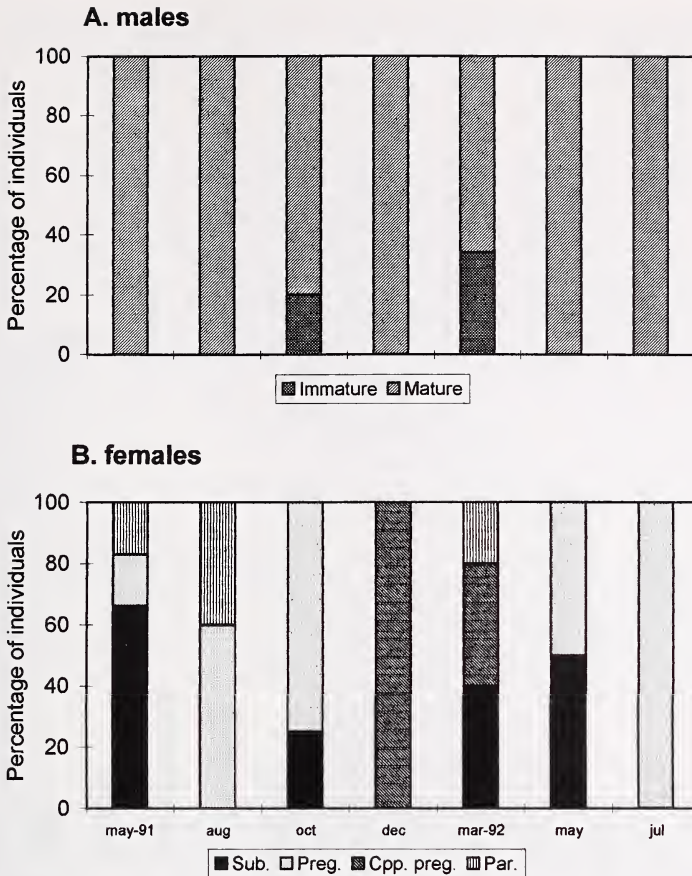 A. males
100
80
60
40
20
0
Percentage of individuals
Immature Mature
B. females
100
80
60
40
20
0
Percentage of individuals
may-91 aug oct dec mar-92 may jul
Sub. Preg. Cpp. preg. Par.